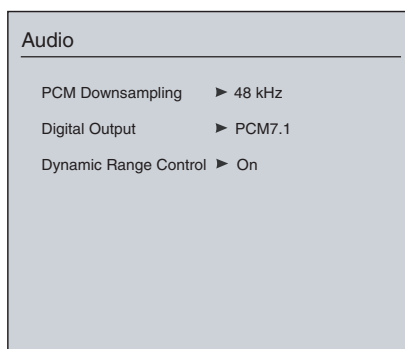 Audio
PCM Downsampling ► 48 kHz
Digital Output ► PCM7.1
Dynamic Range Control ► On